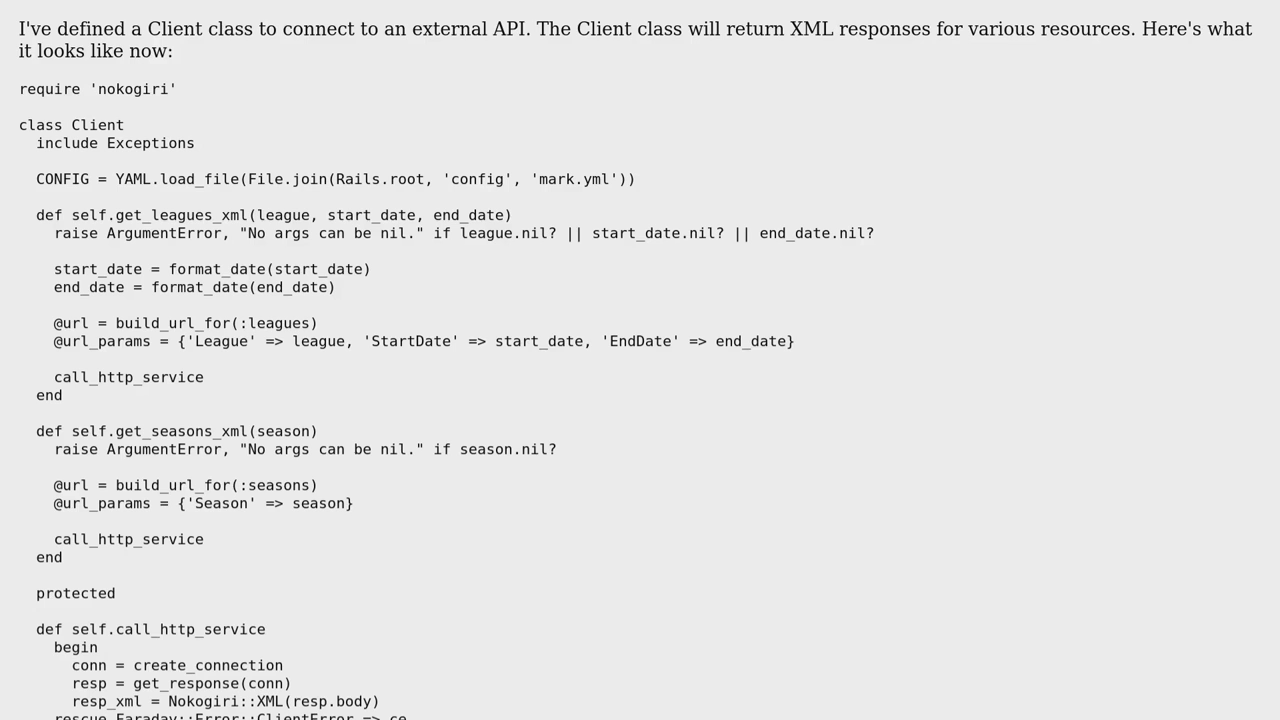 I've defined a Client class to connect to an external API. The Client class will return XML responses for various resources. Here's what
it looks like now:
require 'nokogiri'
class Client
  include Exceptions
  CONFIG = YAML.load_file(File.join(Rails.root, 'config', 'mark.yml'))
  def self.get_leagues_xml(league, start_date, end_date)
    raise ArgumentError, "No args can be nil." if league.nil? || start_date.nil? || end_date.nil?
    start_date = format_date(start_date)
    end_date = format_date(end_date)
    @url = build_url_for(:leagues)
    @url_params = {'League' => league, 'StartDate' => start_date, 'EndDate' => end_date}
    call_http_service
  end
  def self.get_seasons_xml(season)
    raise ArgumentError, "No args can be nil." if season.nil?
    @url = build_url_for(:seasons)
    @url_params = {'Season' => season}
    call_http_service
  end
  protected
  def self.call_http_service
    begin
      conn = create_connection
      resp = get_response(conn)
      resp_xml = Nokogiri::XML(resp.body)
    rescue Faraday::Error::ClientError => ce